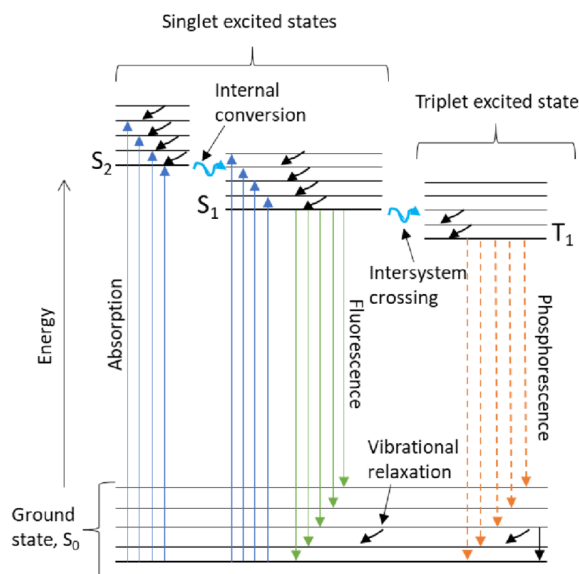 Singlet excited states
Internal
conversion
Triplet excited state
S2
S1
T1
Intersystem
crossing
Energy
Absorption
Fluorescence
Phosphorescence
Vibrational
relaxation
Ground
state, S0